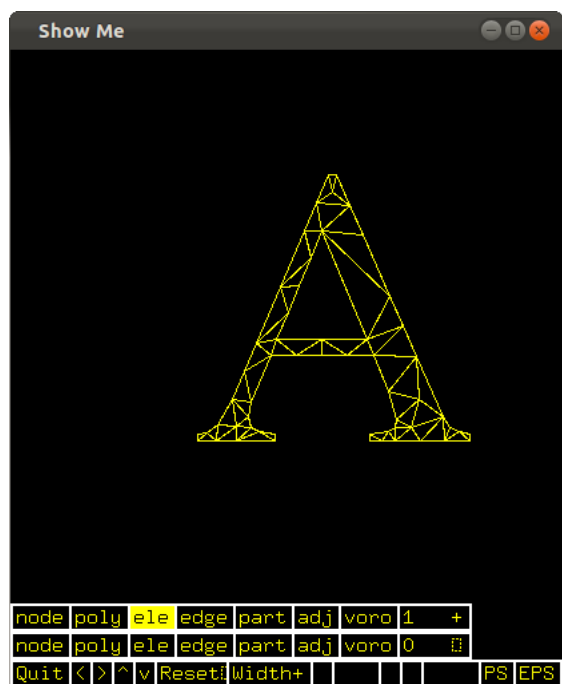 Show Me
node poly ele edge part adj voro 1 +
node poly ele edge part adj voro 0
Quit < > ^ v Reset Width+ PS EPS